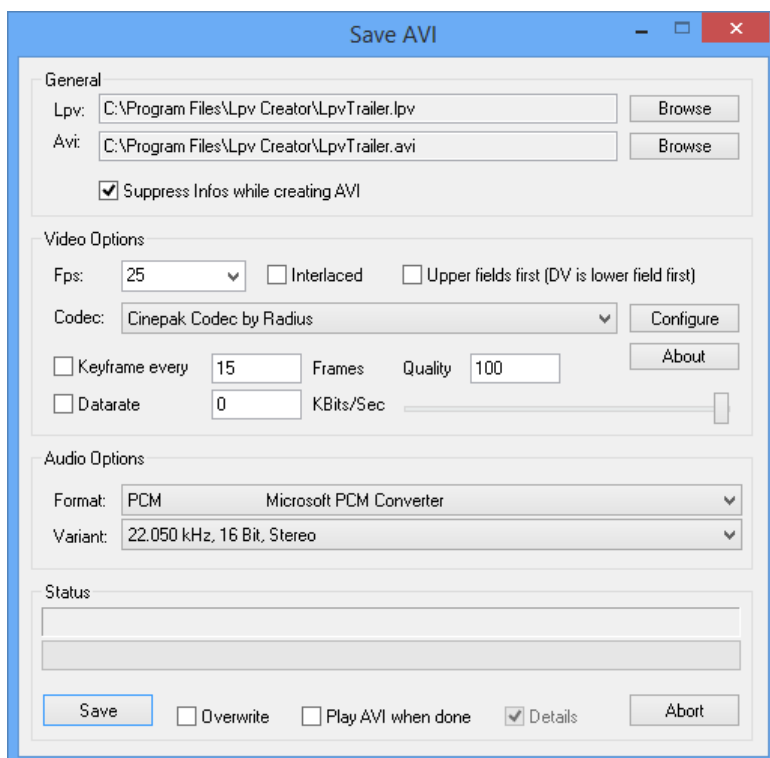 Save AVI
General
Lpv: C:\Program Files\Lpv Creator\LpvTrailer.lpv Browse
Avi: C:\Program Files\Lpv Creator\LpvTrailer.avi Browse
Suppress Infos while creating AVI
Video Options
Fps: 25 Interlaced Upper fields first (DV is lower field first)
Codec: Cinepak Codec by Radius Configure
About
Keyframe every 15 Frames Quality 100
Datarate 0 KBits/Sec
Audio Options
Format: PCM Microsoft PCM Converter
Variant: 22.050 kHz, 16 Bit, Stereo
Status
Save Overwrite Play AVI when done Details Abort